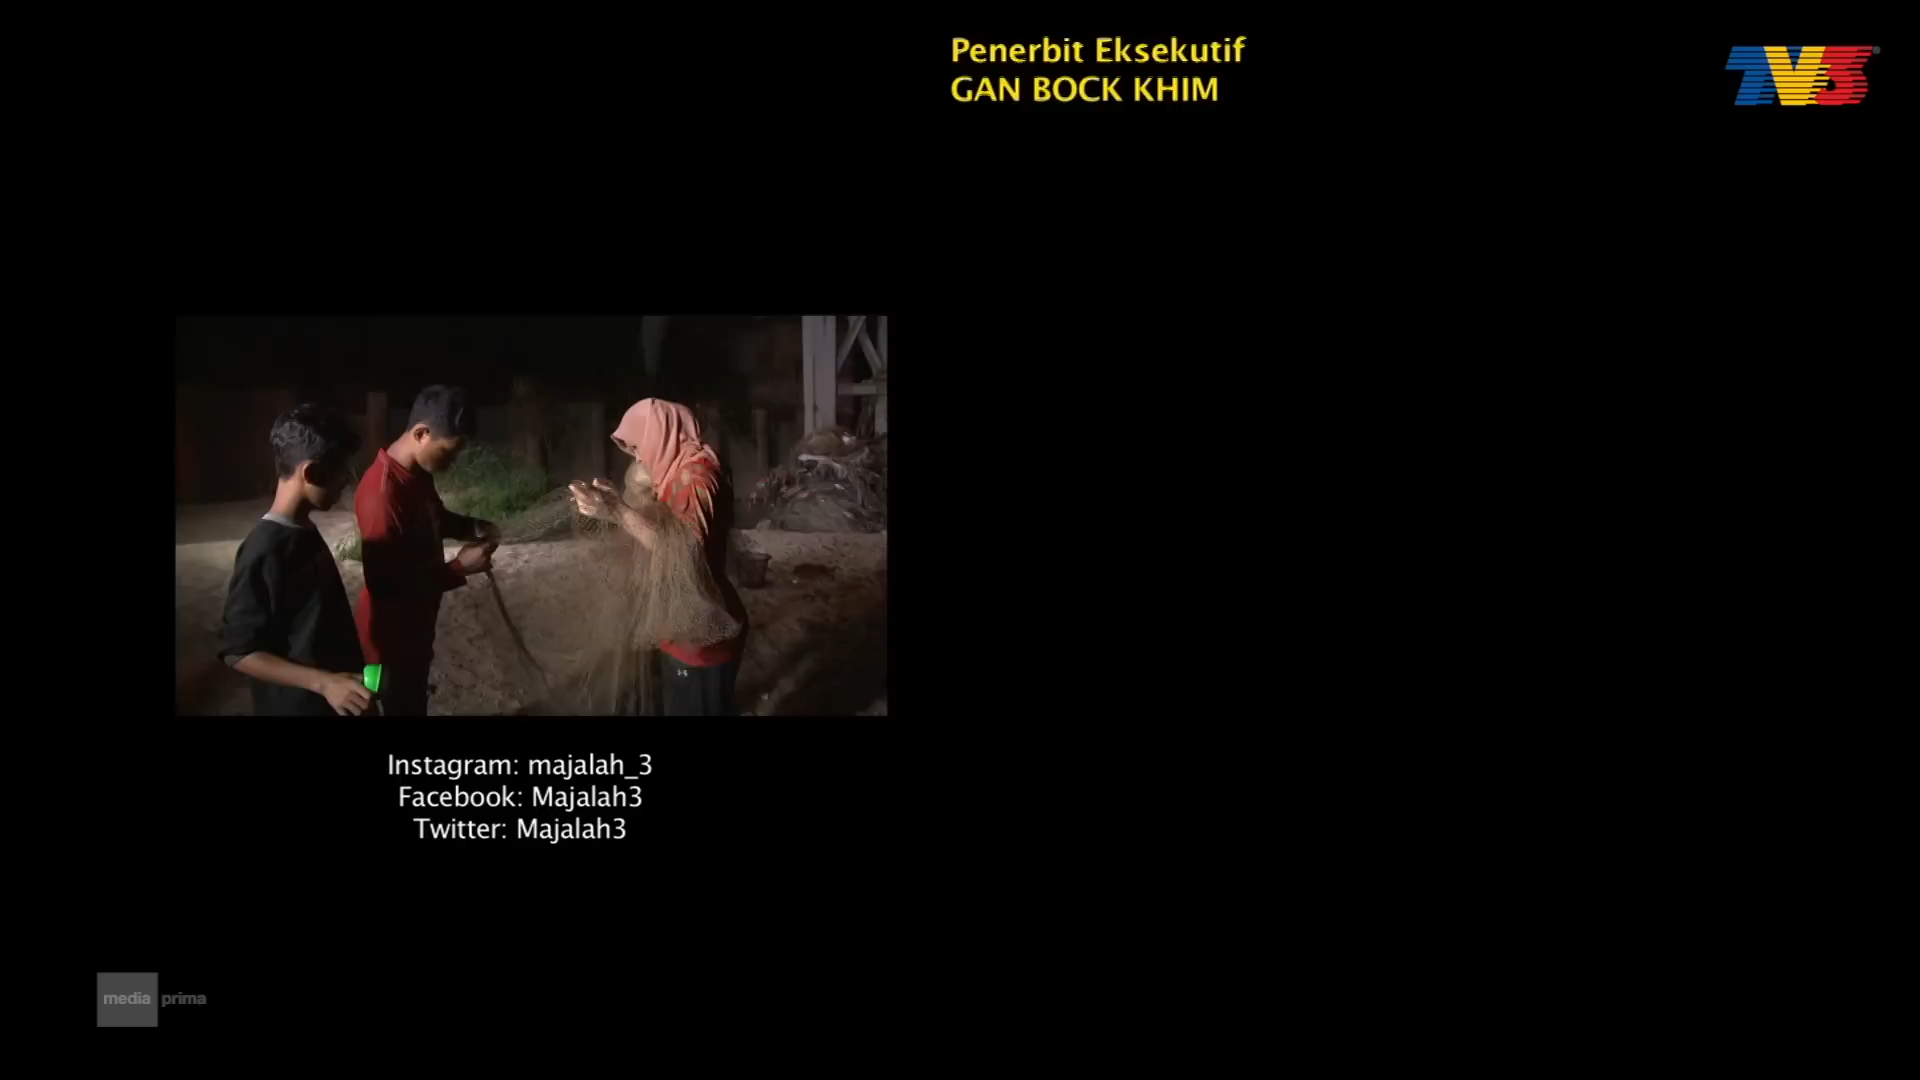 Penerbit Eksekutif
GAN BOCK KHIM
TV3
Instagram: majalah_3
Facebook: Majalah3
Twitter: Majalah3
media prima